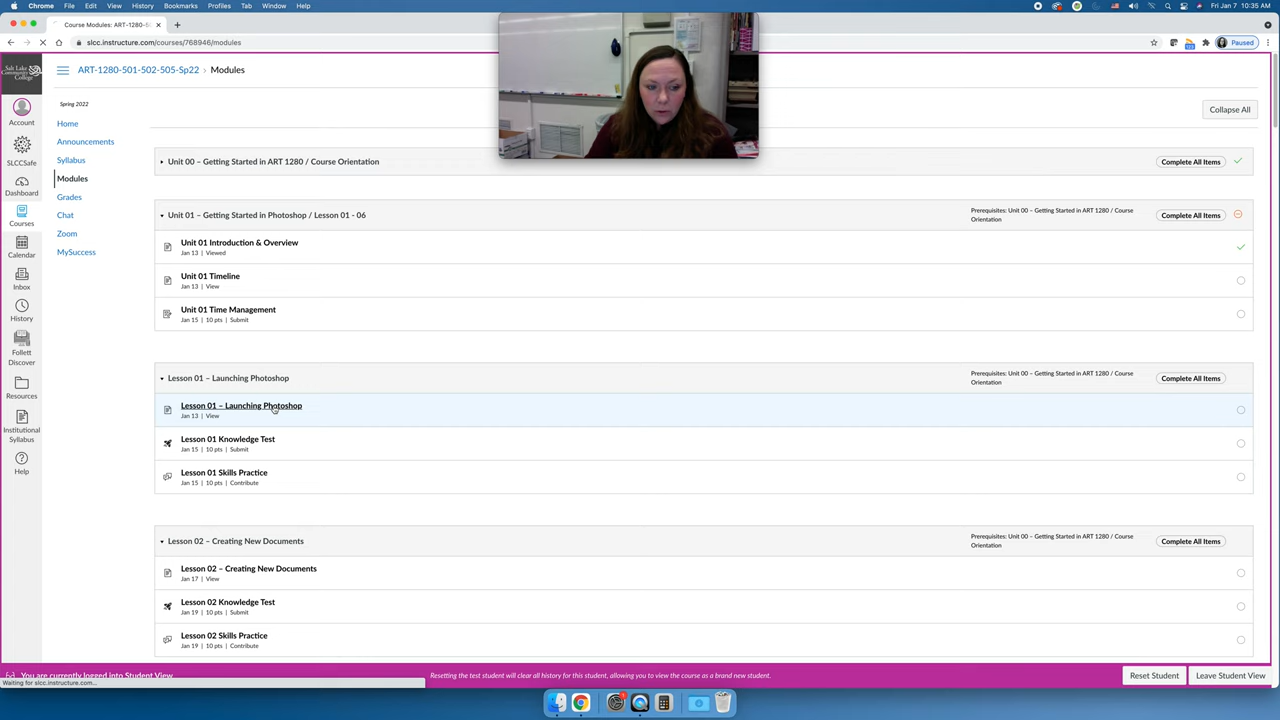 Chrome File Edit View History Bookmarks Profiles Tab Window Help Fri Jan 7 10:35 AM
Course Modules: ART-1280-5
slcc.instructure.com/courses/768946/modules Paused
Salt Lake Community College
ART-1280-501-502-505-Sp22 › Modules
Spring 2022
Collapse All
Account
SLCCSafe
Dashboard
Courses
Calendar
Inbox
History
Follett Discover
Resources
Institutional Syllabus
Help
Home
Announcements
Syllabus
Modules
Grades
Chat
Zoom
MySuccess
Unit 00 – Getting Started in ART 1280 / Course Orientation Complete All Items
Unit 01 – Getting Started in Photoshop / Lesson 01 - 06 Prerequisites: Unit 00 – Getting Started in ART 1280 / Course Orientation Complete All Items
Unit 01 Introduction & Overview
Jan 13 | Viewed
Unit 01 Timeline
Jan 13 | View
Unit 01 Time Management
Jan 15 | 10 pts | Submit
Lesson 01 – Launching Photoshop Prerequisites: Unit 00 – Getting Started in ART 1280 / Course Orientation Complete All Items
Lesson 01 – Launching Photoshop
Jan 13 | View
Lesson 01 Knowledge Test
Jan 15 | 10 pts | Submit
Lesson 01 Skills Practice
Jan 15 | 10 pts | Contribute
Lesson 02 – Creating New Documents Prerequisites: Unit 00 – Getting Started in ART 1280 / Course Orientation Complete All Items
Lesson 02 – Creating New Documents
Jan 17 | View
Lesson 02 Knowledge Test
Jan 19 | 10 pts | Submit
Lesson 02 Skills Practice
Jan 19 | 10 pts | Contribute
You are currently logged into Student View Resetting the test student will clear all history for this student, allowing you to view the course as a brand new student. Reset Student Leave Student View
Waiting for slcc.instructure.com...